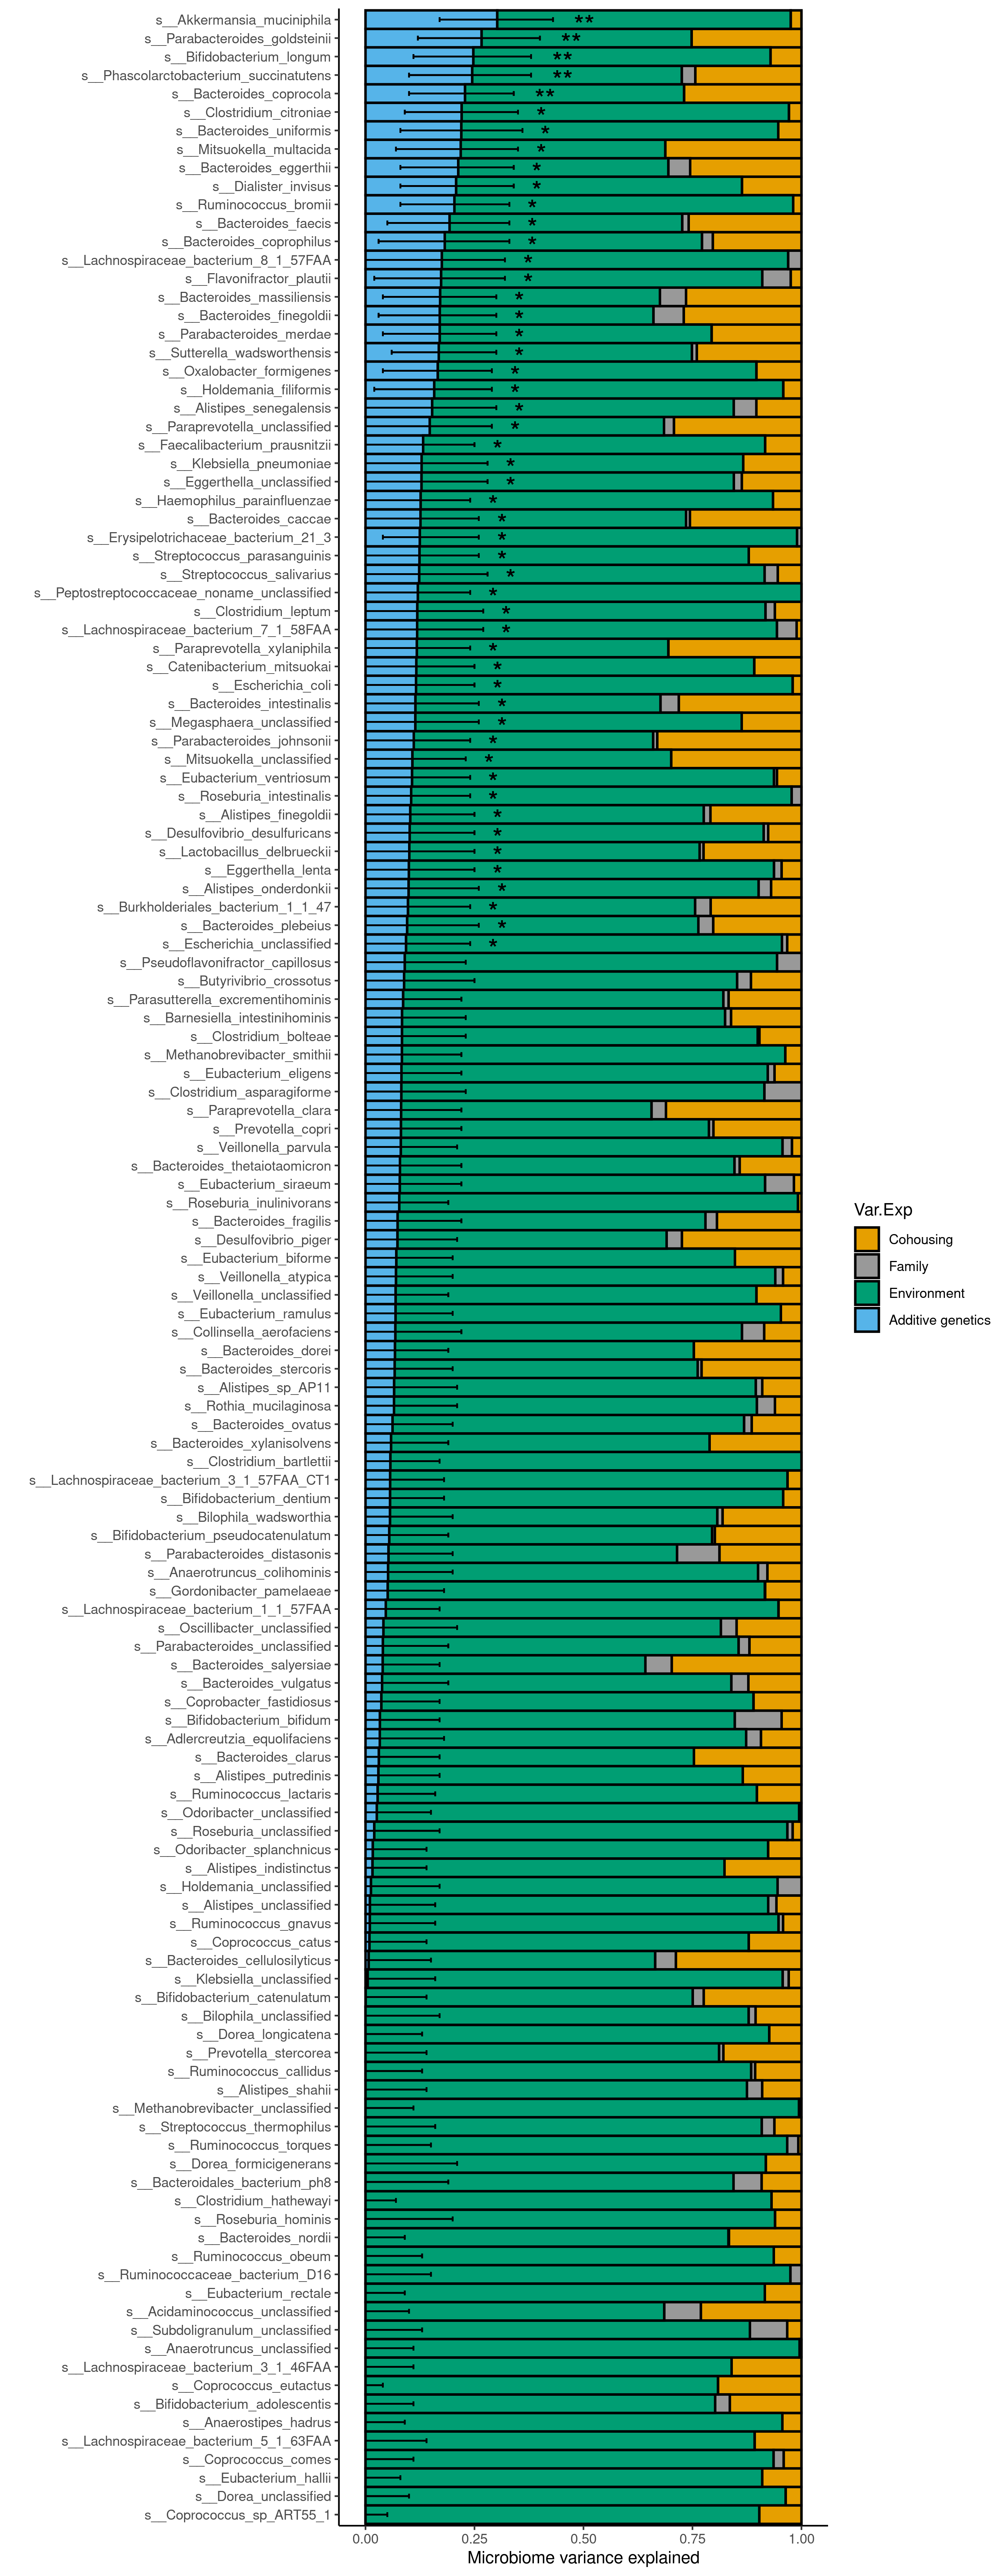 s__Akkermansia_muciniphila **
s__Parabacteroides_goldsteinii **
s__Bifidobacterium_longum **
s__Phascolarctobacterium_succinatutens **
s__Bacteroides_coprocola **
s__Clostridium_citroniae *
s__Bacteroides_uniformis *
s__Mitsuokella_multacida *
s__Bacteroides_eggerthii *
s__Dialister_invisus *
s__Ruminococcus_bromii *
s__Bacteroides_faecis *
s__Bacteroides_coprophilus *
s__Lachnospiraceae_bacterium_8_1_57FAA *
s__Flavonifractor_plautii *
s__Bacteroides_massiliensis *
s__Bacteroides_finegoldii *
s__Parabacteroides_merdae *
s__Sutterella_wadsworthensis *
s__Oxalobacter_formigenes *
s__Holdemania_filiformis *
s__Alistipes_senegalensis *
s__Paraprevotella_unclassified *
s__Faecalibacterium_prausnitzii *
s__Klebsiella_pneumoniae *
s__Eggerthella_unclassified *
s__Haemophilus_parainfluenzae *
s__Bacteroides_caccae *
s__Erysipelotrichaceae_bacterium_21_3 *
s__Streptococcus_parasanguinis *
s__Streptococcus_salivarius *
s__Peptostreptococcaceae_noname_unclassified *
s__Clostridium_leptum *
s__Lachnospiraceae_bacterium_7_1_58FAA *
s__Paraprevotella_xylaniphila *
s__Catenibacterium_mitsuokai *
s__Escherichia_coli *
s__Bacteroides_intestinalis *
s__Megasphaera_unclassified *
s__Parabacteroides_johnsonii *
s__Mitsuokella_unclassified *
s__Eubacterium_ventriosum *
s__Roseburia_intestinalis *
s__Alistipes_finegoldii *
s__Desulfovibrio_desulfuricans *
s__Lactobacillus_delbrueckii *
s__Eggerthella_lenta *
s__Alistipes_onderdonkii *
s__Burkholderiales_bacterium_1_1_47 *
s__Bacteroides_plebeius *
s__Escherichia_unclassified *
s__Pseudoflavonifractor_capillosus
s__Butyrivibrio_crossotus
s__Parasutterella_excrementihominis
s__Barnesiella_intestinihominis
s__Clostridium_bolteae
s__Methanobrevibacter_smithii
s__Eubacterium_eligens
s__Clostridium_asparagiforme
s__Paraprevotella_clara
s__Prevotella_copri
s__Veillonella_parvula
s__Bacteroides_thetaiotaomicron
s__Eubacterium_siraeum
s__Roseburia_inulinivorans
s__Bacteroides_fragilis
s__Desulfovibrio_piger
s__Eubacterium_biforme
s__Veillonella_atypica
s__Veillonella_unclassified
s__Eubacterium_ramulus
s__Collinsella_aerofaciens
s__Bacteroides_dorei
s__Bacteroides_stercoris
s__Alistipes_sp_AP11
s__Rothia_mucilaginosa
s__Bacteroides_ovatus
s__Bacteroides_xylanisolvens
s__Clostridium_bartlettii
s__Lachnospiraceae_bacterium_3_1_57FAA_CT1
s__Bifidobacterium_dentium
s__Bilophila_wadsworthia
s__Bifidobacterium_pseudocatenulatum
s__Parabacteroides_distasonis
s__Anaerotruncus_colihominis
s__Gordonibacter_pamelaeae
s__Lachnospiraceae_bacterium_1_1_57FAA
s__Oscillibacter_unclassified
s__Parabacteroides_unclassified
s__Bacteroides_salyersiae
s__Bacteroides_vulgatus
s__Coprobacter_fastidiosus
s__Bifidobacterium_bifidum
s__Adlercreutzia_equolifaciens
s__Bacteroides_clarus
s__Alistipes_putredinis
s__Ruminococcus_lactaris
s__Odoribacter_unclassified
s__Roseburia_unclassified
s__Odoribacter_splanchnicus
s__Alistipes_indistinctus
s__Holdemania_unclassified
s__Alistipes_unclassified
s__Ruminococcus_gnavus
s__Coprococcus_catus
s__Bacteroides_cellulosilyticus
s__Klebsiella_unclassified
s__Bifidobacterium_catenulatum
s__Bilophila_unclassified
s__Dorea_longicatena
s__Prevotella_stercorea
s__Ruminococcus_callidus
s__Alistipes_shahii
s__Methanobrevibacter_unclassified
s__Streptococcus_thermophilus
s__Ruminococcus_torques
s__Dorea_formicigenerans
s__Bacteroidales_bacterium_ph8
s__Clostridium_hathewayi
s__Roseburia_hominis
s__Bacteroides_nordii
s__Ruminococcus_obeum
s__Ruminococcaceae_bacterium_D16
s__Eubacterium_rectale
s__Acidaminococcus_unclassified
s__Subdoligranulum_unclassified
s__Anaerotruncus_unclassified
s__Lachnospiraceae_bacterium_3_1_46FAA
s__Coprococcus_eutactus
s__Bifidobacterium_adolescentis
s__Anaerostipes_hadrus
s__Lachnospiraceae_bacterium_5_1_63FAA
s__Coprococcus_comes
s__Eubacterium_hallii
s__Dorea_unclassified
s__Coprococcus_sp_ART55_1
0.00 0.25 0.50 0.75 1.00
Microbiome variance explained
Var.Exp
Cohousing
Family
Environment
Additive genetics